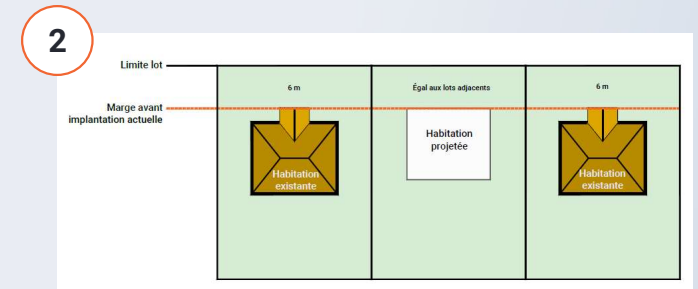 2
Limite lot
6 m
Égal aux lots adjacents
6 m
Marge avant
implantation actuelle
Habitation
existante
Habitation
projetée
Habitation
existante